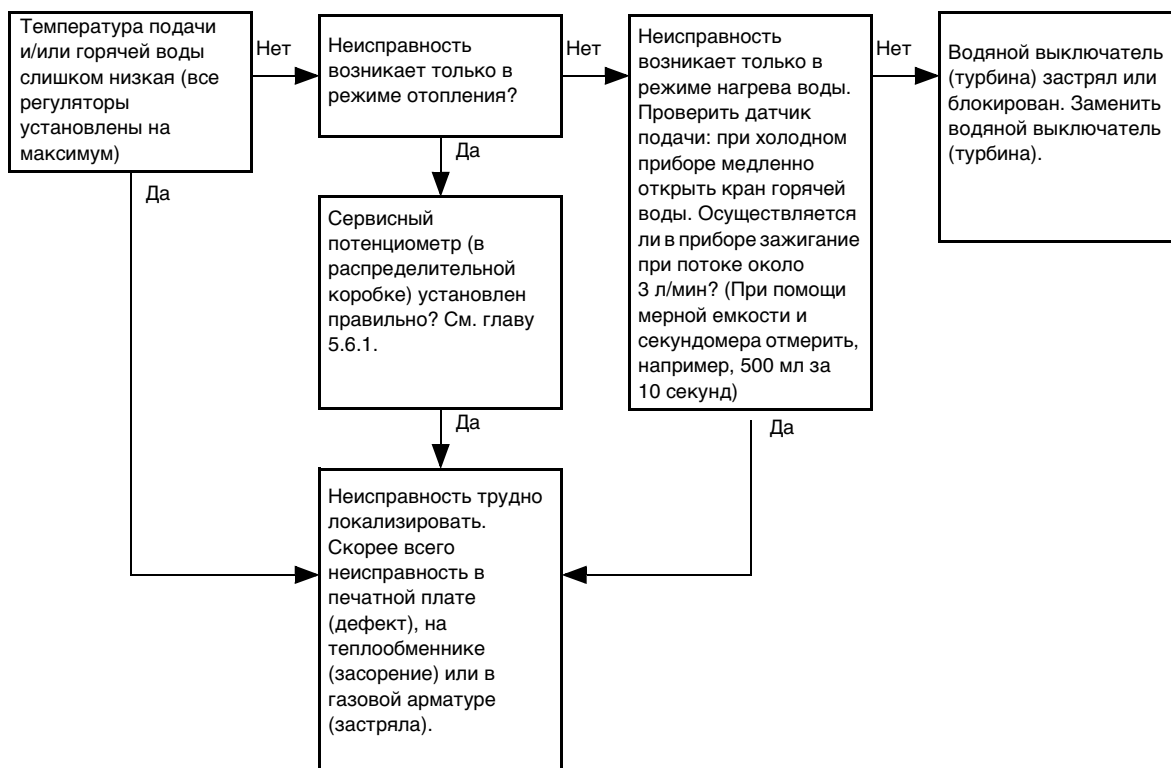 Температура подачи
и/или горячей воды
слишком низкая (все
регуляторы
установлены на
максимум)
Нет
Да
Неисправность
возникает только в
режиме отопления?
Нет
Да
Неисправность
возникает только в
режиме нагрева воды.
Проверить датчик
подачи: при холодном
приборе медленно
открыть кран горячей
воды. Осуществляется
ли в приборе зажигание
при потоке около
3 л/мин? (При помощи
мерной емкости и
секундомера отмерить,
например, 500 мл за
10 секунд)
Нет
Да
Водяной выключатель
(турбина) застрял или
блокирован. Заменить
водяной выключатель
(турбина).
Сервисный
потенциометр (в
распределительной
коробке) установлен
правильно? См. главу
5.6.1.
Да
Неисправность трудно
локализировать.
Скорее всего
неисправность в
печатной плате
(дефект), на
теплообменнике
(засорение) или в
газовой арматуре
(застряла).